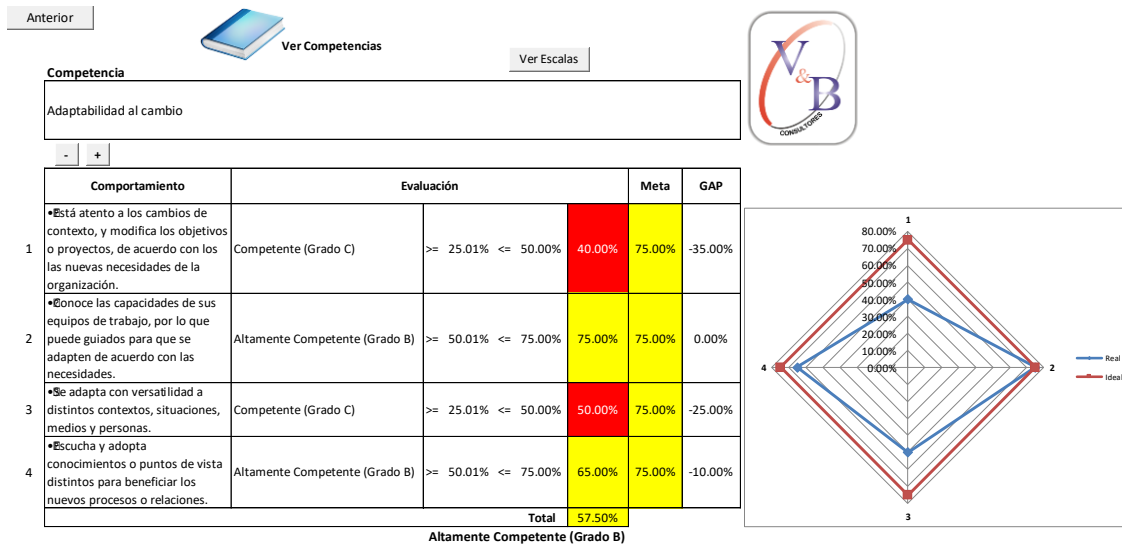 Anterior
Ver Competencias
Ver Escalas
Competencia
Adaptabilidad al cambio
V
&
B
CONSULTORES
- +
Comportamiento Evaluación Meta GAP
•Está atento a los cambios de
contexto, y modifica los objetivos
1 o proyectos, de acuerdo con los Competente (Grado C) >= 25.01% <= 50.00% 40.00% 75.00% -35.00%
las nuevas necesidades de la
organización.
•Conoce las capacidades de sus
equipos de trabajo, por lo que
2 puede guiados para que se Altamente Competente (Grado B) >= 50.01% <= 75.00% 75.00% 75.00% 0.00%
adapten de acuerdo con las
necesidades.
•Se adapta con versatilidad a
3 distintos contextos, situaciones, Competente (Grado C) >= 25.01% <= 50.00% 50.00% 75.00% -25.00%
medios y personas.
•Escucha y adopta
conocimientos o puntos de vista
4 distintos para beneficiar los Altamente Competente (Grado B) >= 50.01% <= 75.00% 65.00% 75.00% -10.00%
nuevos procesos o relaciones.
Total 57.50%
Altamente Competente (Grado B)
1
80.00%
70.00%
60.00%
50.00%
40.00%
30.00%
20.00%
10.00%
0.00%
4
2
3
Real
Ideal